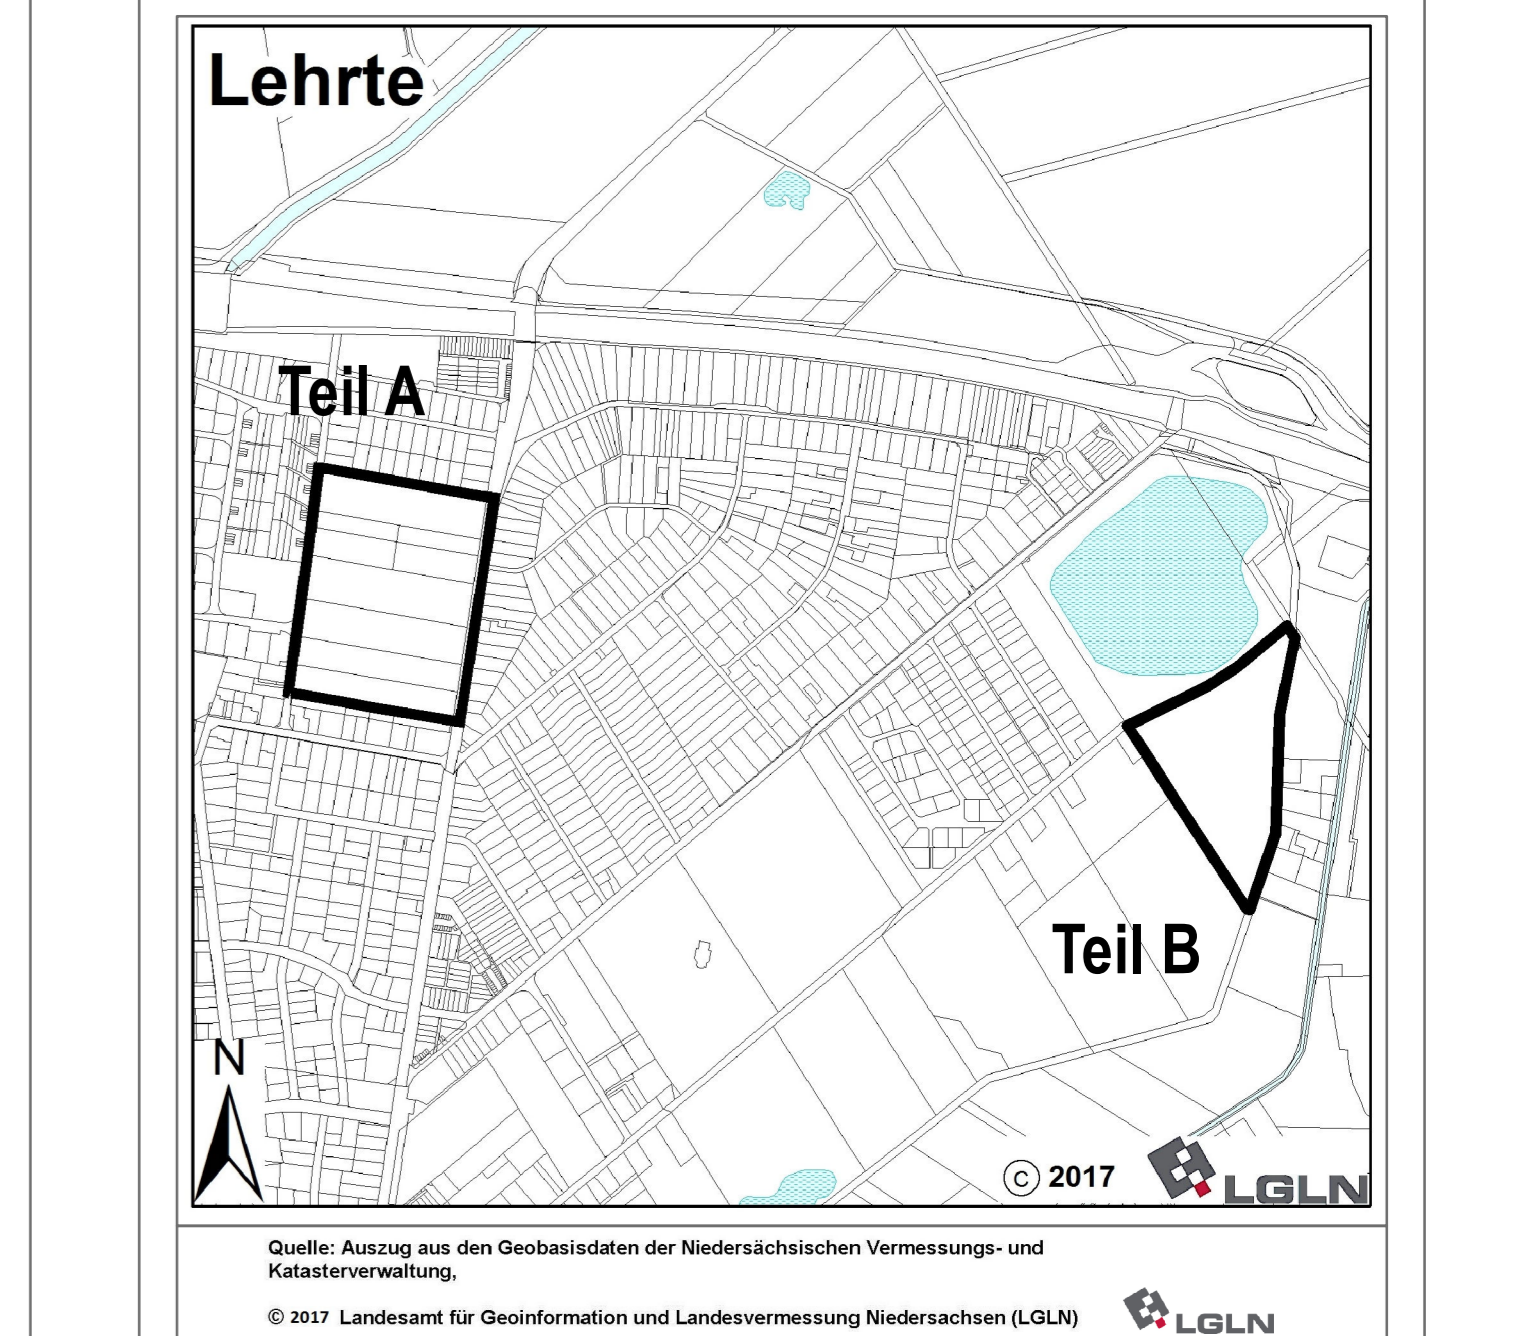 Lehrte
Teil A
Teil B
N
© 2017
LGLN
Quelle: Auszug aus den Geobasisdaten der Niedersächsischen Vermessungs- und
Katasterverwaltung,
© 2017 Landesamt für Geoinformation und Landesvermessung Niedersachsen (LGLN)
LGLN